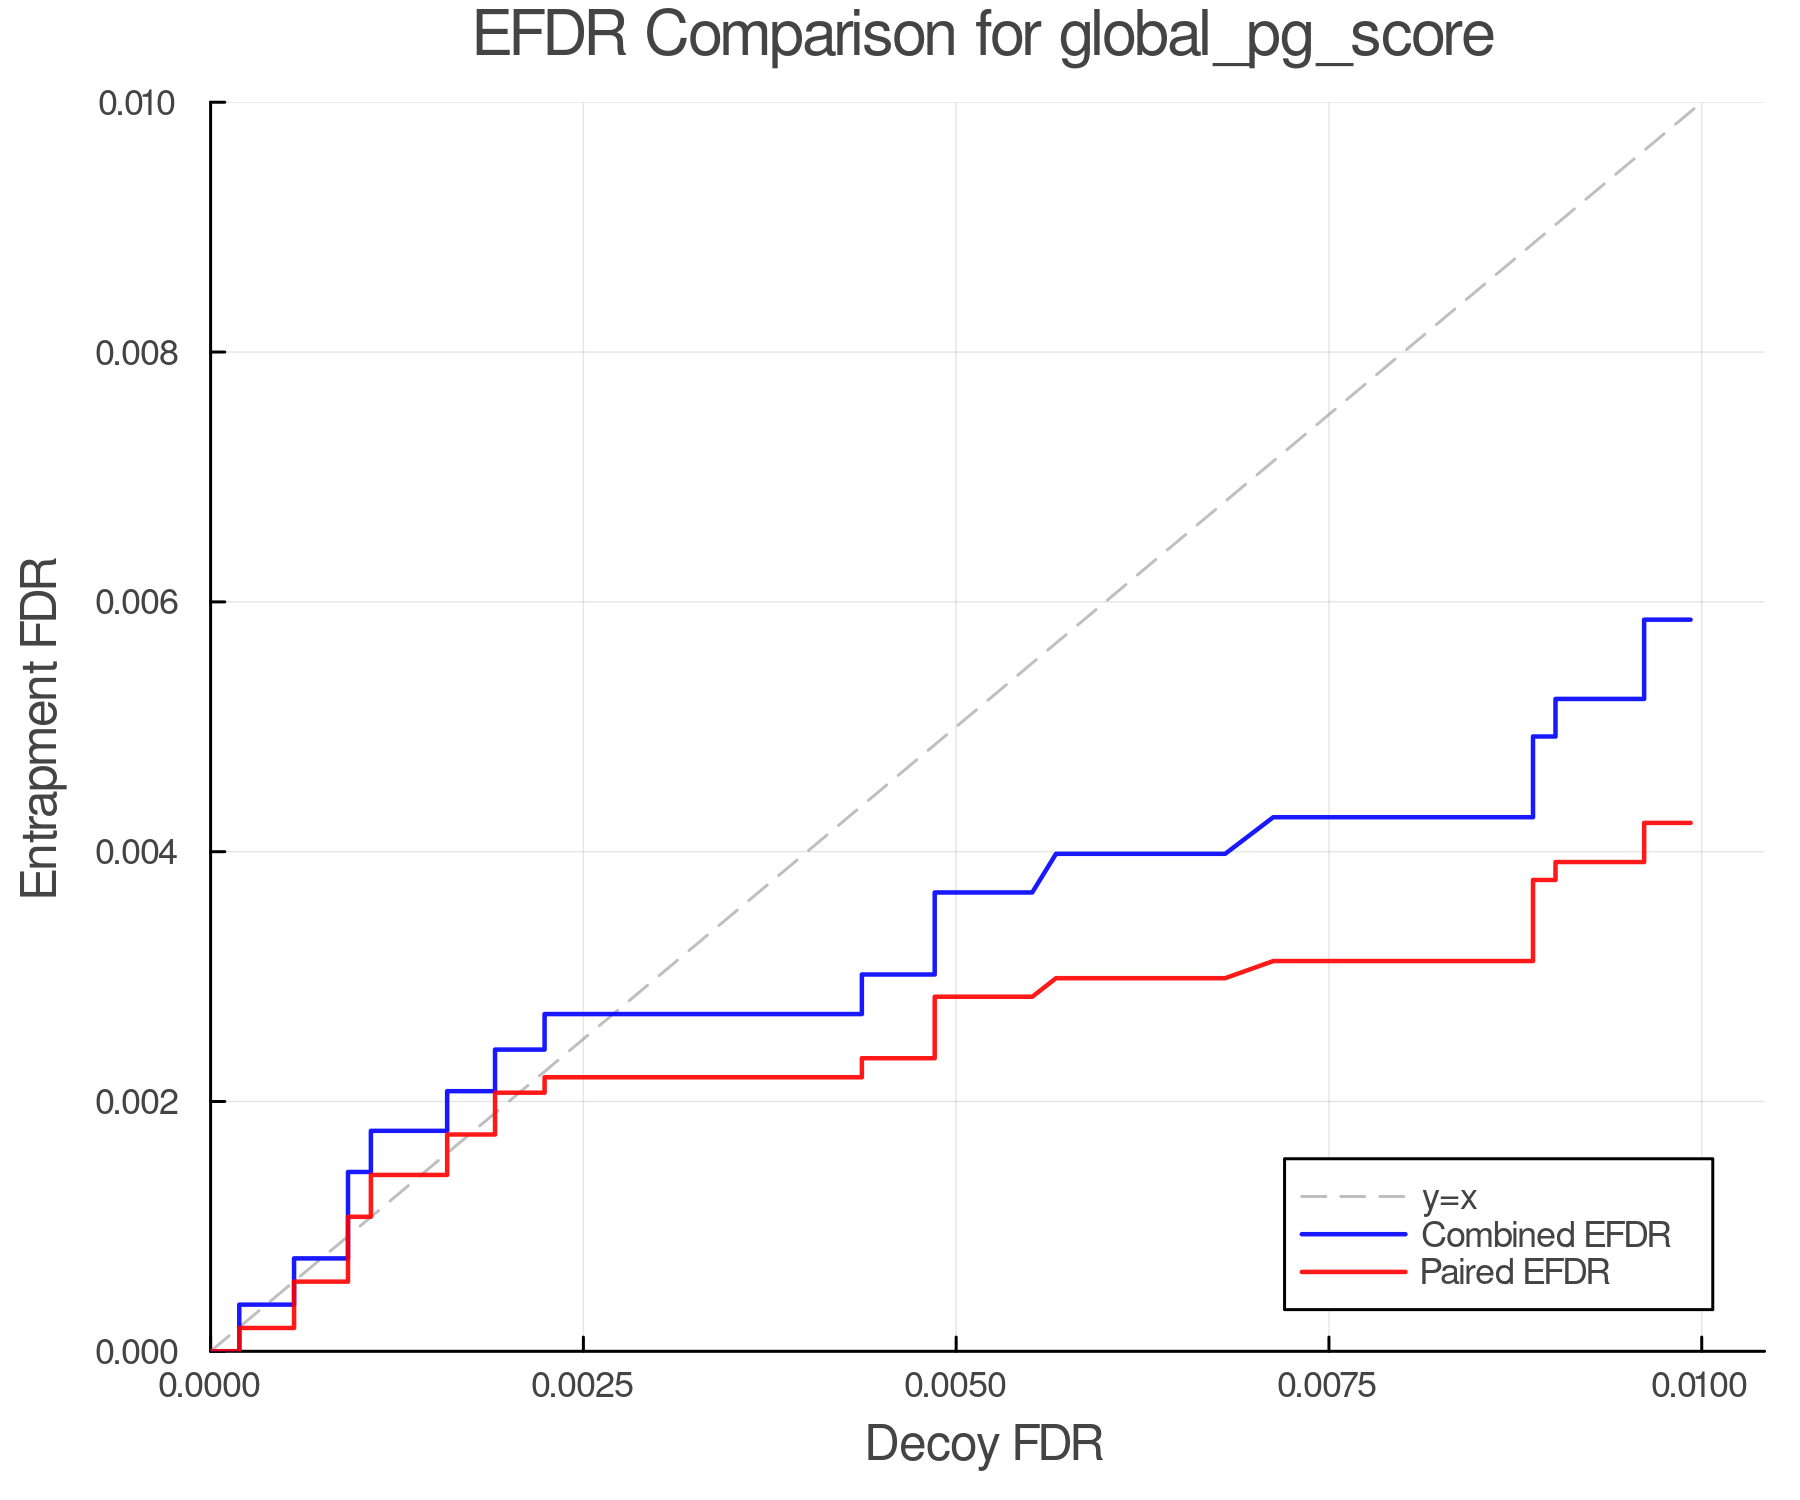 EFDR Comparison for global_pg_score
0.010
0.008
0.006
0.004
0.002
0.000
Entrapment FDR
0.0000
0.0025
0.0050
0.0075
0.0100
Decoy FDR
y=x
Combined EFDR
Paired EFDR